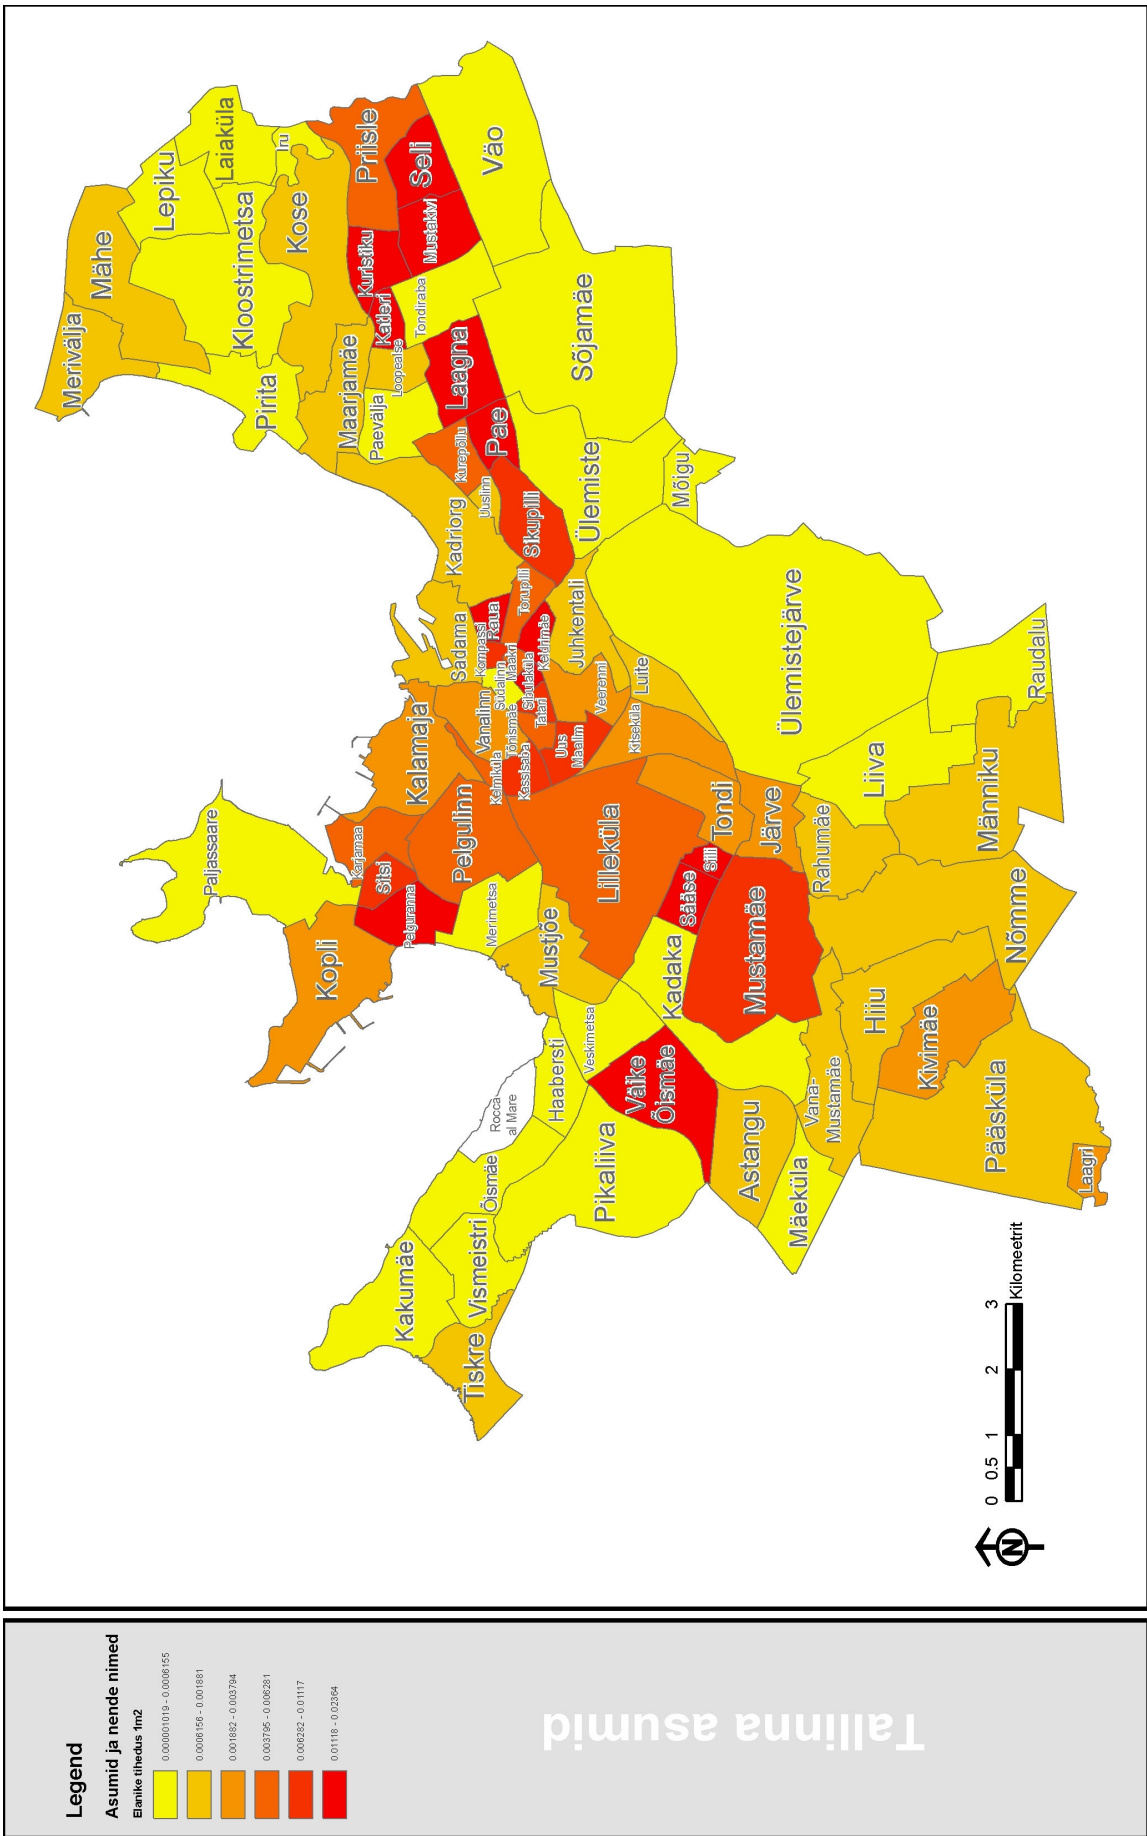 Legend
Asumid ja nende nimed
Elanike tihedus 1m2
0.000001019 - 0.0006155
0.0006156 - 0.001881
0.001882 - 0.003794
0.003795 - 0.006281
0.006282 - 0.01117
0.01118 - 0.02364
Tallinna asumid
Merivälja
Mähe
Lepiku
Laiaküla
Iru
Kloostrimetsa
Kose
Pirita
Maarjamäe
Priisle
Seli
Mustakivi
Kuristiku
Katleri
Tondiraba
Loopealse
Paevälja
Laagna
Pae
Kurepõllu
Uuslinn
Sikupilli
Väo
Sõjamäe
Ülemiste
Mõigu
Kadriorg
Sadama
Kompassi
Raua
Torupilli
Keldrimäe
Maakri
Sibulaküla
Südalinn
Tatari
Juhkentali
Veerenni
Luite
Kitseküla
Vanalinn
Tõnismäe
Uus
Maailm
Kassisaba
Kelmiküla
Kalamaja
Pelgulinn
Karjamaa
Sitsi
Pelguranna
Merimetsa
Paljassaare
Kopli
Lilleküla
Mustjõe
Tondi
Järve
Siili
Sääse
Kadaka
Mustamäe
Rahumäe
Ülemistejärve
Liiva
Raudalu
Männiku
Nõmme
Hiiu
Kivimäe
Pääsküla
Laagri
Vana-
Mustamäe
Veskimetsa
Haabersti
Rocca
al Mare
Väike
Õismäe
Astangu
Mäeküla
Pikaliiva
Õismäe
Vismeistri
Kakumäe
Tiskre
N
0 0.5 1 2 3
Kilomeetrit